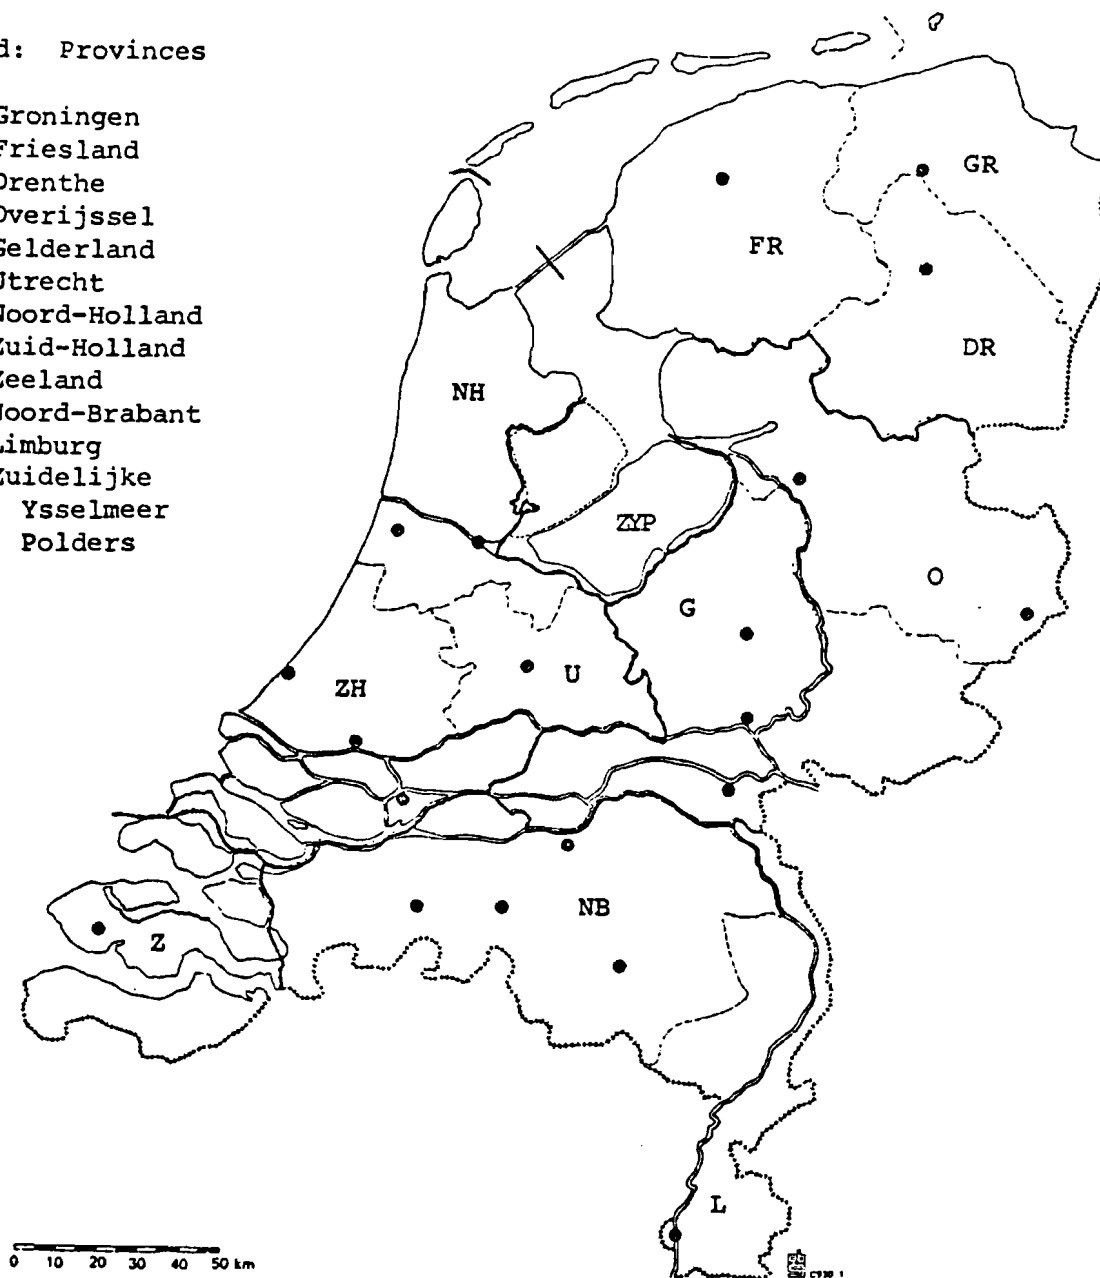 d: Provinces
Groningen
Friesland
Drenthe
Overijssel
Gelderland
Utrecht
Noord-Holland
Zuid-Holland
Zeeland
Noord-Brabant
Limburg
Zuidelijke
Ysselmeer
Polders
GR
FR
DR
NH
ZYP
O
G
U
ZH
NB
Z
L
0 10 20 30 40 50 km